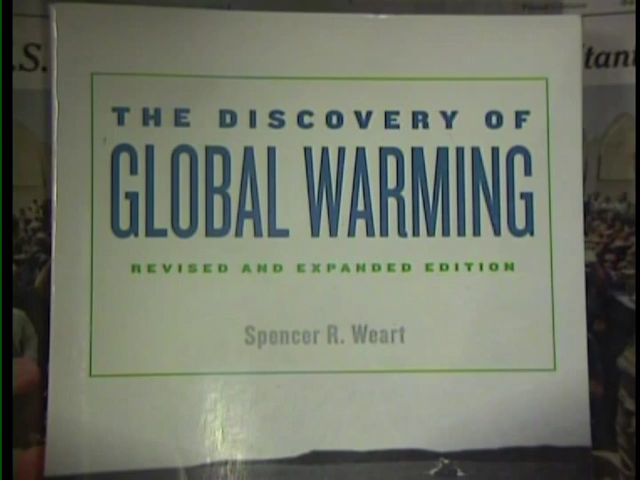 .S.
THE DISCOVERY OF
GLOBAL WARMING
REVISED AND EXPANDED EDITION
Spencer R. Weart